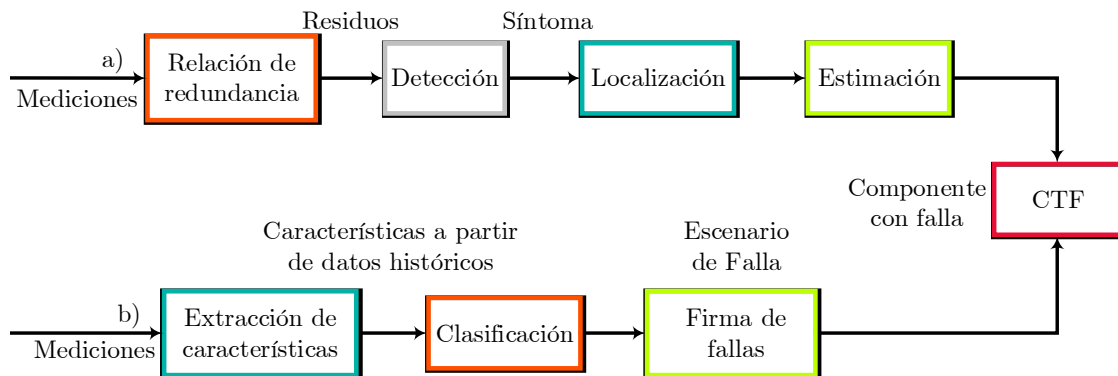 Residuos
Síntoma
a)
Mediciones
Relación de
redundancia
Detección
Localización
Estimación
Componente
con falla
CTF
Características a partir
de datos históricos
Escenario
de Falla
b)
Mediciones
Extracción de
características
Clasificación
Firma de
fallas